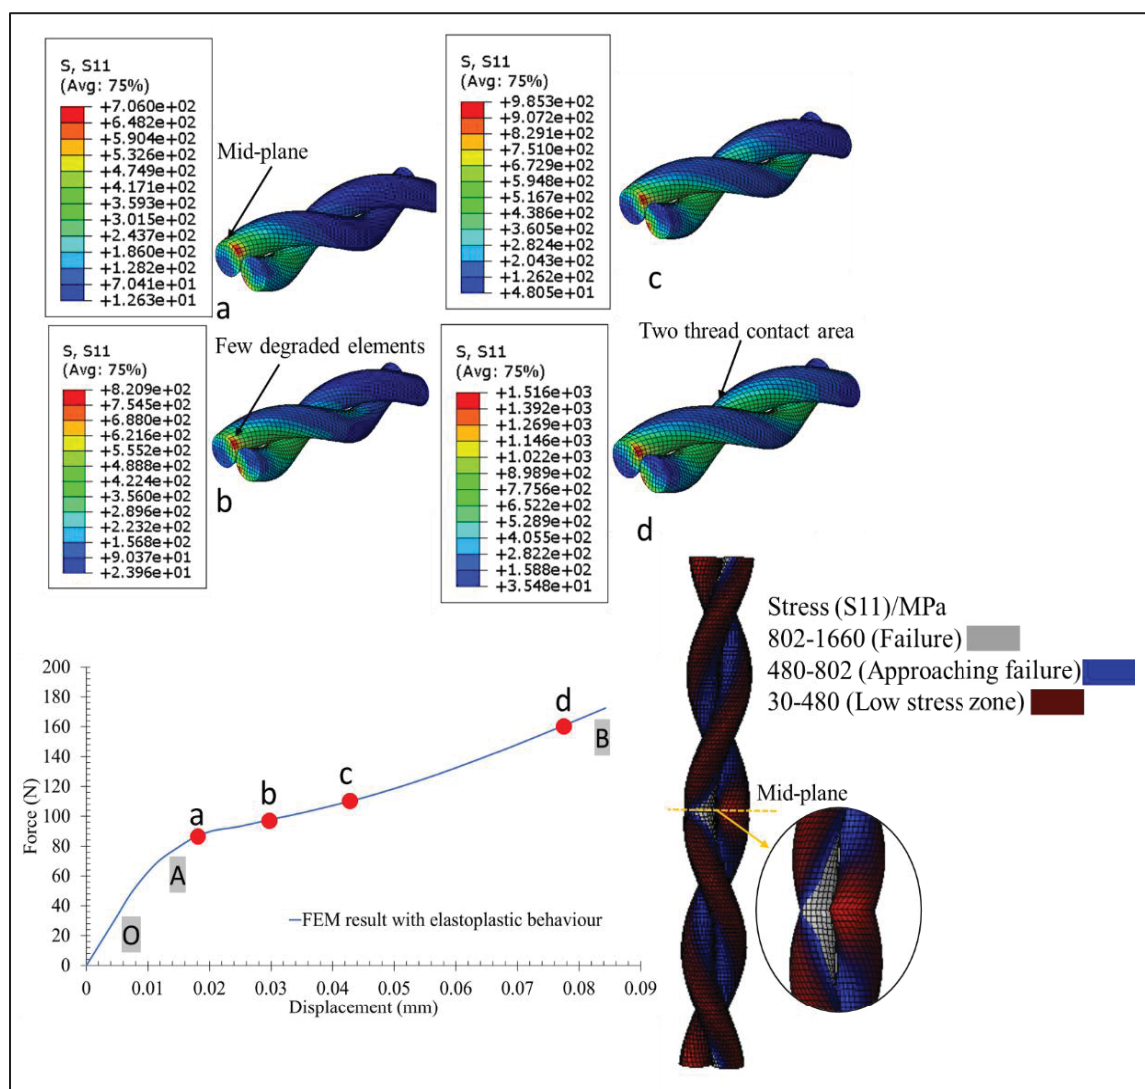 S, S11
(Avg: 75%)
+7.060e+02
+6.482e+02
+5.904e+02
+5.326e+02
+4.749e+02
+4.171e+02
+3.593e+02
+3.015e+02
+2.437e+02
+1.860e+02
+1.282e+02
+7.041e+01
+1.263e+01
Mid-plane
a
S, S11
(Avg: 75%)
+9.853e+02
+9.072e+02
+8.291e+02
+7.510e+02
+6.729e+02
+5.948e+02
+5.167e+02
+4.386e+02
+3.605e+02
+2.824e+02
+2.043e+02
+1.262e+02
+4.805e+01
c
S, S11
(Avg: 75%)
+8.209e+02
+7.545e+02
+6.880e+02
+6.216e+02
+5.552e+02
+4.888e+02
+4.224e+02
+3.560e+02
+2.896e+02
+2.232e+02
+1.568e+02
+9.037e+01
+2.396e+01
Few degraded elements
b
S, S11
(Avg: 75%)
+1.516e+03
+1.392e+03
+1.269e+03
+1.146e+03
+1.022e+03
+8.989e+02
+7.756e+02
+6.522e+02
+5.289e+02
+4.055e+02
+2.822e+02
+1.588e+02
+3.548e+01
Two thread contact area
d
Stress (S11)/MPa
802-1660 (Failure)
480-802 (Approaching failure)
30-480 (Low stress zone)
Mid-plane
200
180
160
140
120
100
80
60
40
20
0
Force (N)
a
b
c
d
O
A
B
FEM result with elastoplastic behaviour
0 0.01 0.02 0.03 0.04 0.05 0.06 0.07 0.08 0.09
Displacement (mm)